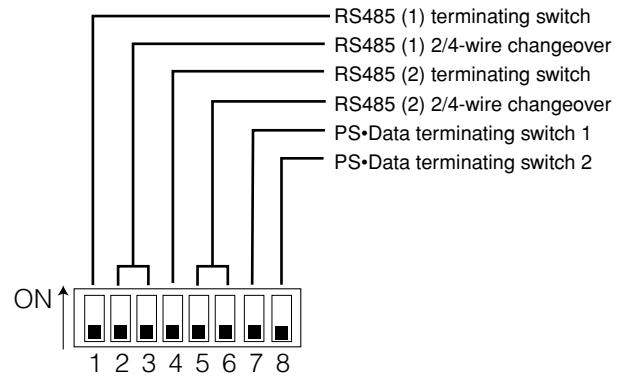 RS485 (1) terminating switch
RS485 (1) 2/4-wire changeover
RS485 (2) terminating switch
RS485 (2) 2/4-wire changeover
PS•Data terminating switch 1
PS•Data terminating switch 2
ON
1 2 3 4 5 6 7 8